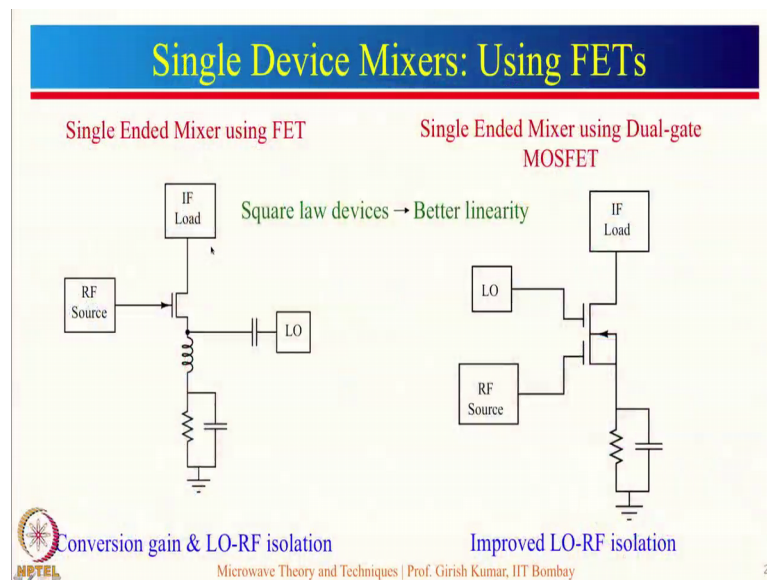 Single Device Mixers: Using FETs
Single Ended Mixer using FET
Single Ended Mixer using Dual-gate
MOSFET
Square law devices → Better linearity
IF
Load
RF
Source
LO
IF
Load
LO
RF
Source
Conversion gain & LO-RF isolation
Improved LO-RF isolation
NPTEL
Microwave Theory and Techniques | Prof. Girish Kumar, IIT Bombay
2